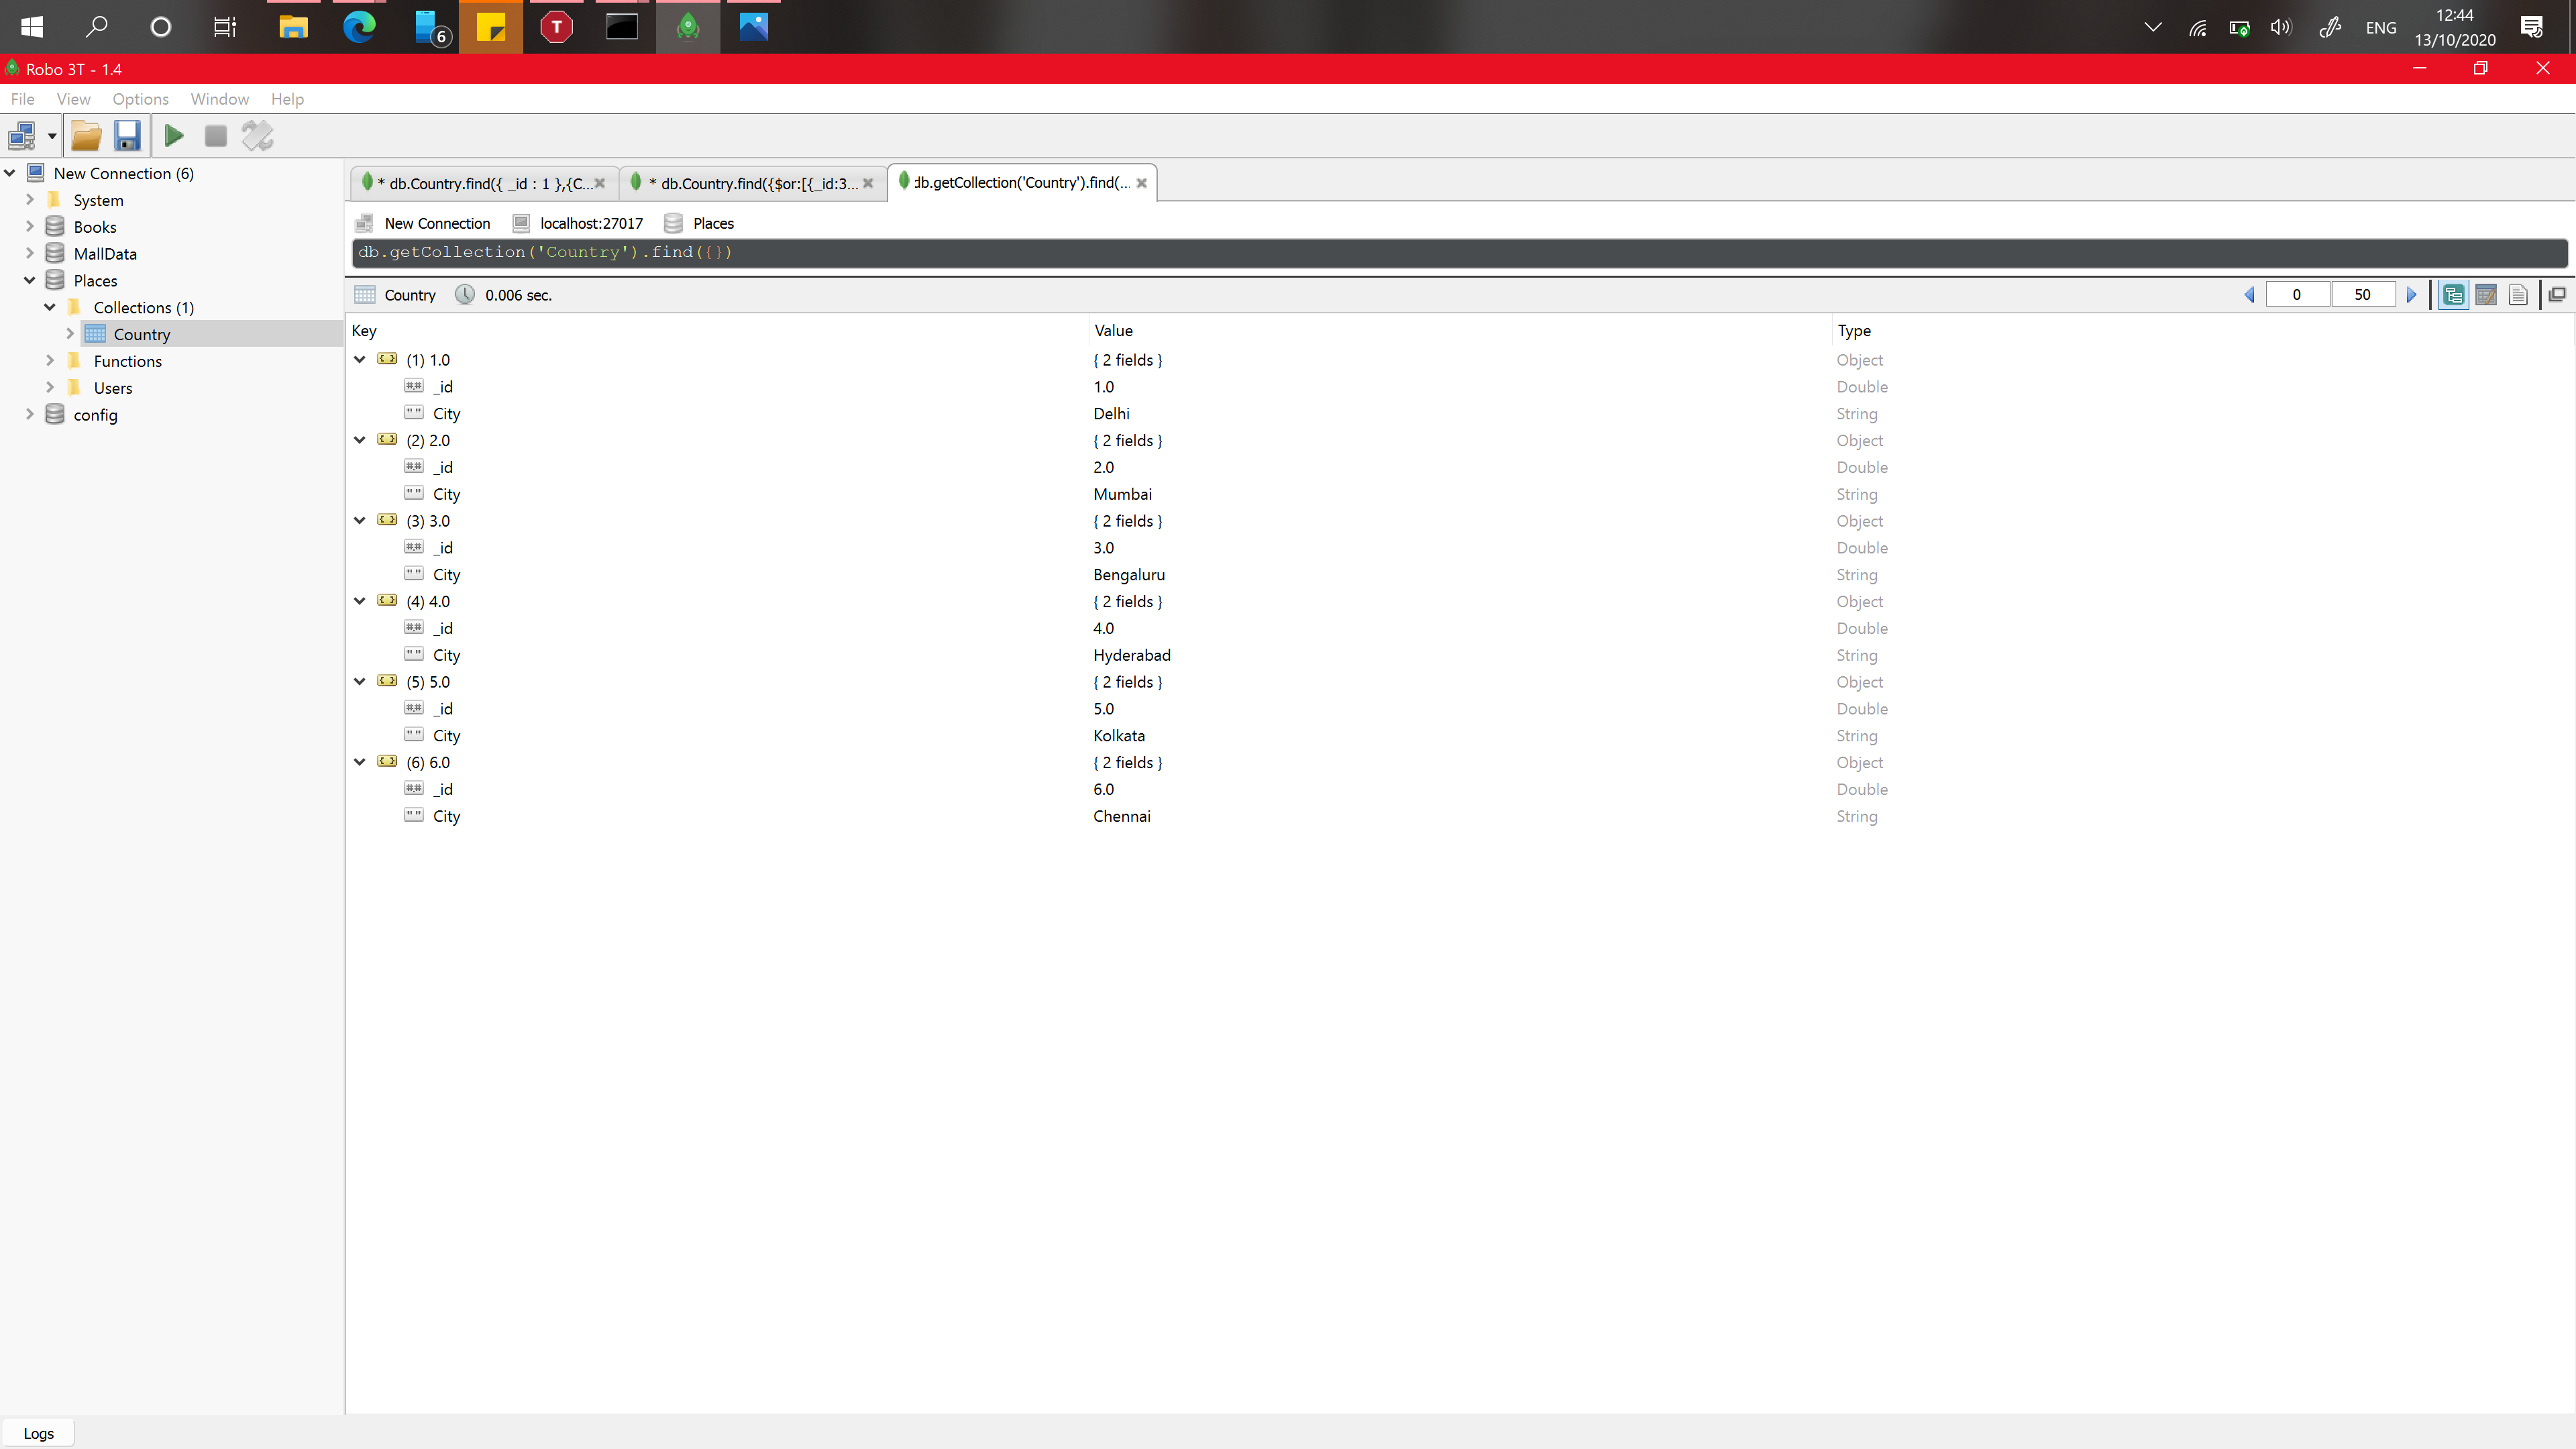 6
T
ENG
12:44
13/10/2020
Robo 3T - 1.4
File View Options Window Help
New Connection (6)
System
Books
MallData
Places
Collections (1)
Country
Functions
Users
config
* db.Country.find({ _id : 1 },{C...
* db.Country.find({$or:[{_id:3...
db.getCollection('Country').find(...
New Connection localhost:27017 Places
db.getCollection('Country').find({})
Country 0.006 sec.
0 50
Key Value Type
(1) 1.0 { 2 fields } Object
_id 1.0 Double
City Delhi String
(2) 2.0 { 2 fields } Object
_id 2.0 Double
City Mumbai String
(3) 3.0 { 2 fields } Object
_id 3.0 Double
City Bengaluru String
(4) 4.0 { 2 fields } Object
_id 4.0 Double
City Hyderabad String
(5) 5.0 { 2 fields } Object
_id 5.0 Double
City Kolkata String
(6) 6.0 { 2 fields } Object
_id 6.0 Double
City Chennai String
Logs